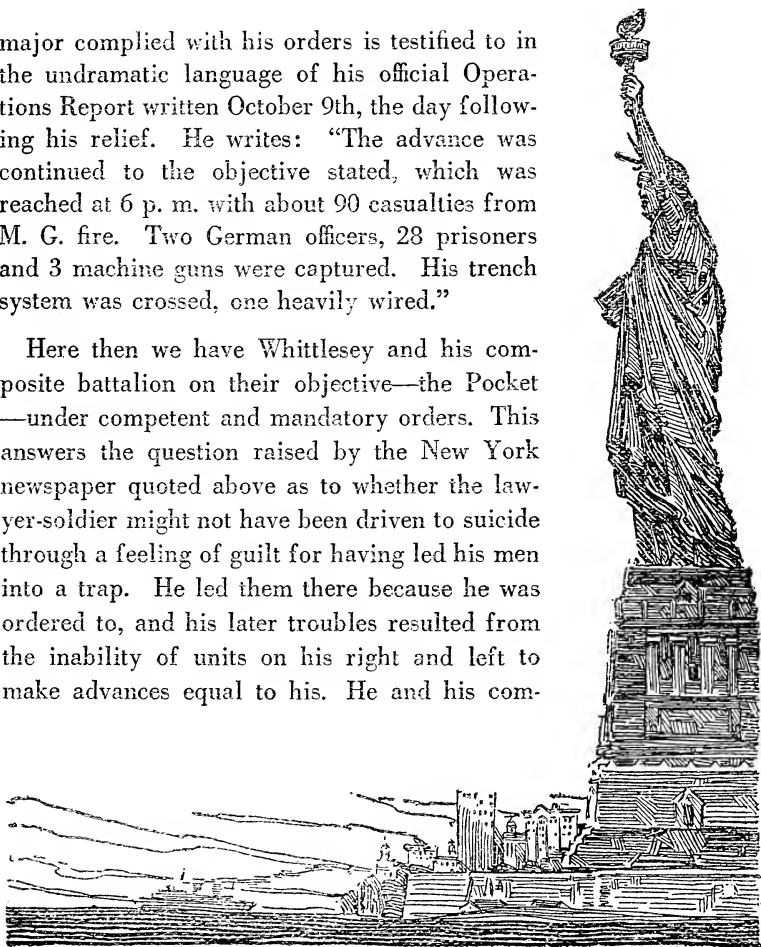 major complied with his orders is testified to in
the undramatic language of his official Opera-
tions Report written October 9th, the day follow-
ing his relief. He writes: “The advance was
continued to the objective stated, which was
reached at 6 p. m. with about 90 casualties from
M. G. fire. Two German officers, 28 prisoners
and 3 machine guns were captured. His trench
system was crossed, one heavily wired.”
Here then we have Whittlesey and his com-
posite battalion on their objective—the Pocket
—under competent and mandatory orders. This
answers the question raised by the New York
newspaper quoted above as to whether the law-
yer-soldier might not have been driven to suicide
through a feeling of guilt for having led his men
into a trap. He led them there because he was
ordered to, and his later troubles resulted from
the inability of units on his right and left to
make advances equal to his. He and his com-